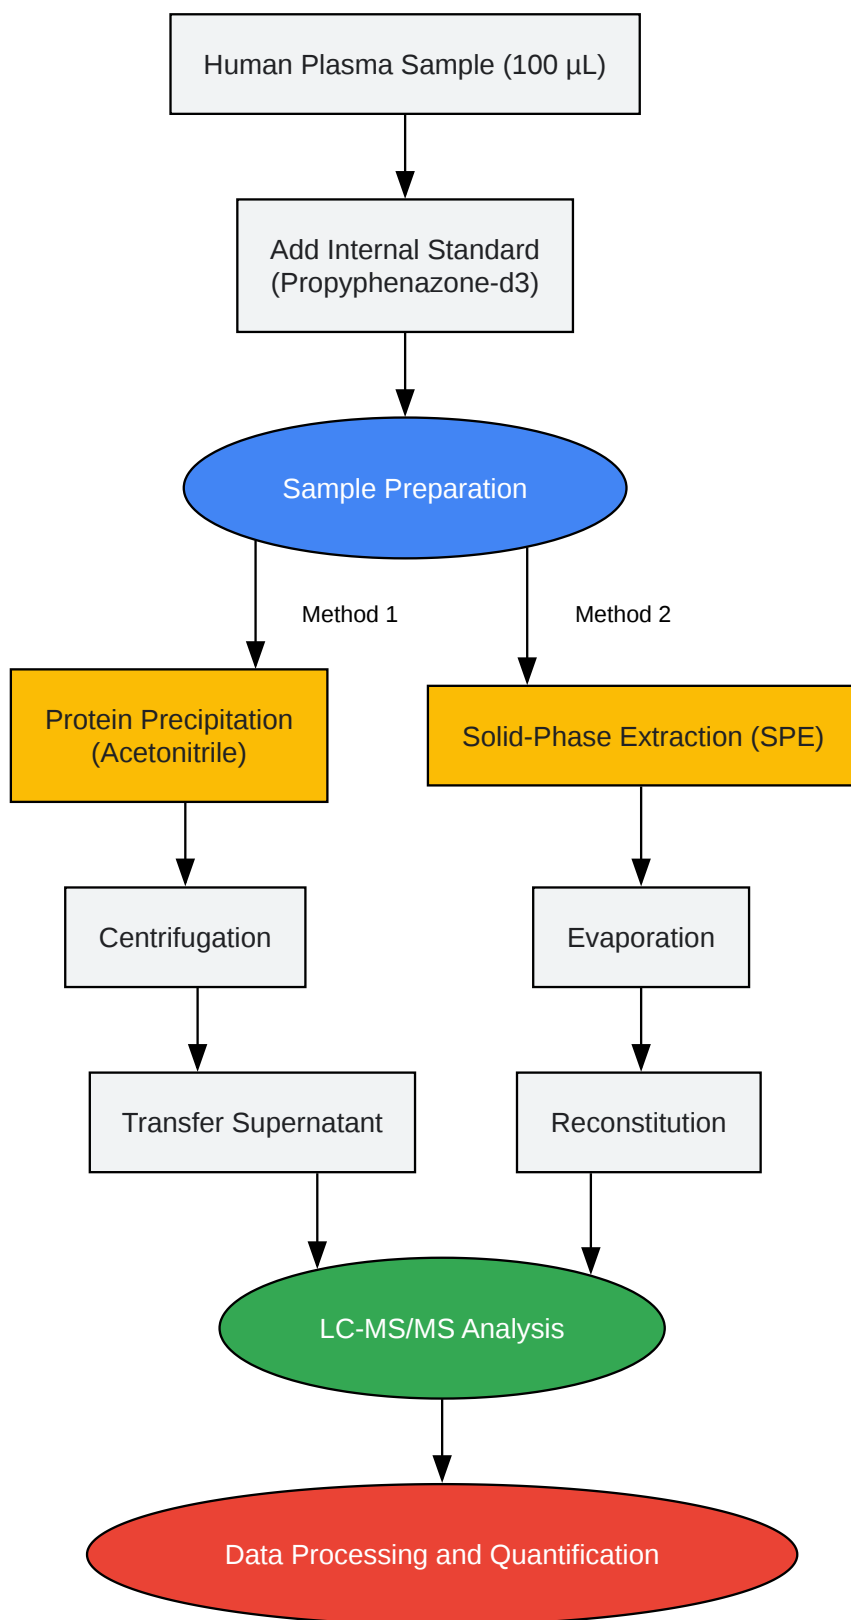 Human Plasma Sample (100 µL)
Add Internal Standard
(Propyphenazone-d3)
Sample Preparation
Method 1
Method 2
Protein Precipitation
(Acetonitrile)
Solid-Phase Extraction (SPE)
Centrifugation
Evaporation
Transfer Supernatant
Reconstitution
LC-MS/MS Analysis
Data Processing and Quantification